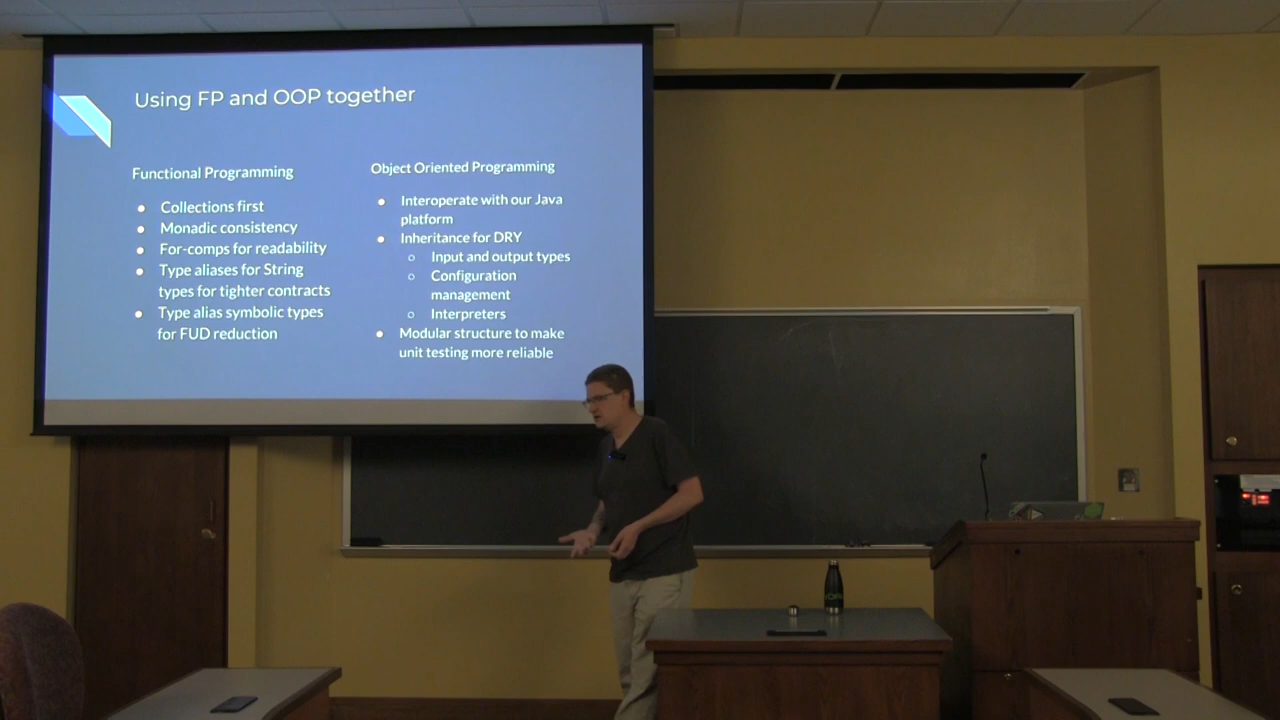 Using FP and OOP together
Functional Programming
• Collections first
• Monadic consistency
• For-comps for readability
• Type aliases for String
types for tighter contracts
• Type alias symbolic types
for FUD reduction
Object Oriented Programming
• Interoperate with our Java
platform
• Inheritance for DRY
○ Input and output types
○ Configuration
management
○ Interpreters
• Modular structure to make
unit testing more reliable